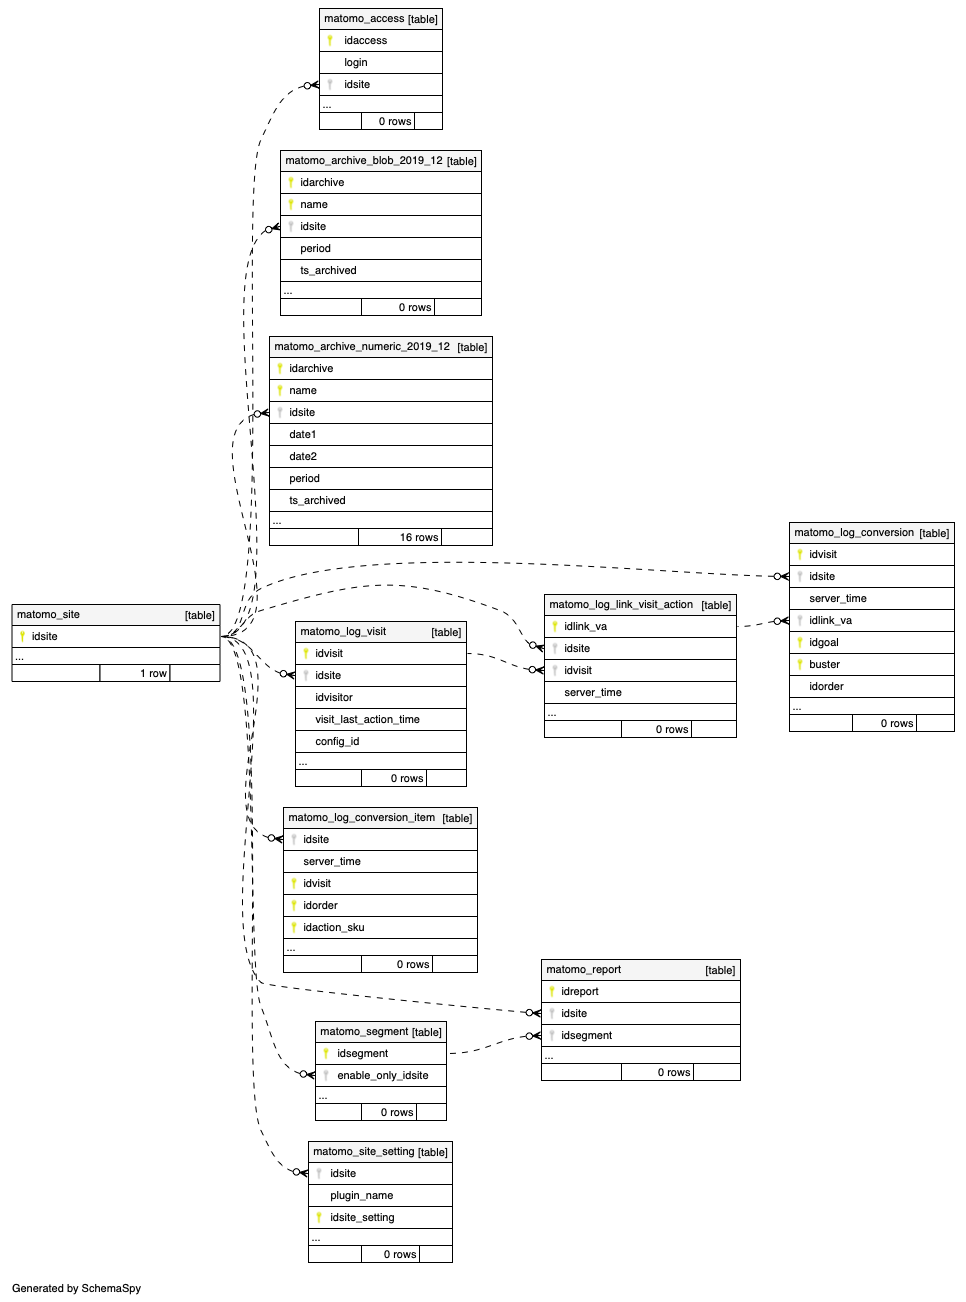 matomo_access [table]
idaccess
login
idsite
...
0 rows
matomo_archive_blob_2019_12 [table]
idarchive
name
idsite
period
ts_archived
...
0 rows
matomo_archive_numeric_2019_12 [table]
idarchive
name
idsite
date1
date2
period
ts_archived
...
16 rows
matomo_log_conversion [table]
idvisit
idsite
server_time
idlink_va
idgoal
buster
idorder
...
0 rows
matomo_site [table]
idsite
...
1 row
matomo_log_link_visit_action [table]
idlink_va
idsite
idvisit
server_time
...
0 rows
matomo_log_visit [table]
idvisit
idsite
idvisitor
visit_last_action_time
config_id
...
0 rows
matomo_log_conversion_item [table]
idsite
server_time
idvisit
idorder
idaction_sku
...
0 rows
matomo_report [table]
idreport
idsite
idsegment
...
0 rows
matomo_segment [table]
idsegment
enable_only_idsite
...
0 rows
matomo_site_setting [table]
idsite
plugin_name
idsite_setting
...
0 rows
Generated by SchemaSpy